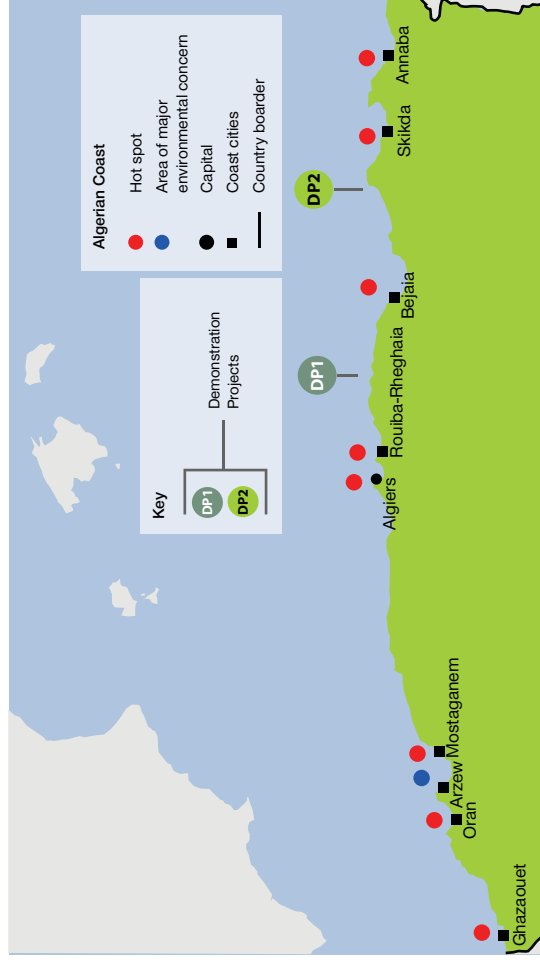 Algerian Coast
Hot spot
Area of major
environmental concern
Capital
Coast cities
Country boarder
Key
DP1
DP2
Demonstration
Projects
DP1
DP2
Ghazaouet
Oran
Arzew
Mostaganem
Algiers
Rouiba-Rheghaia
Bejaia
Skikda
Annaba